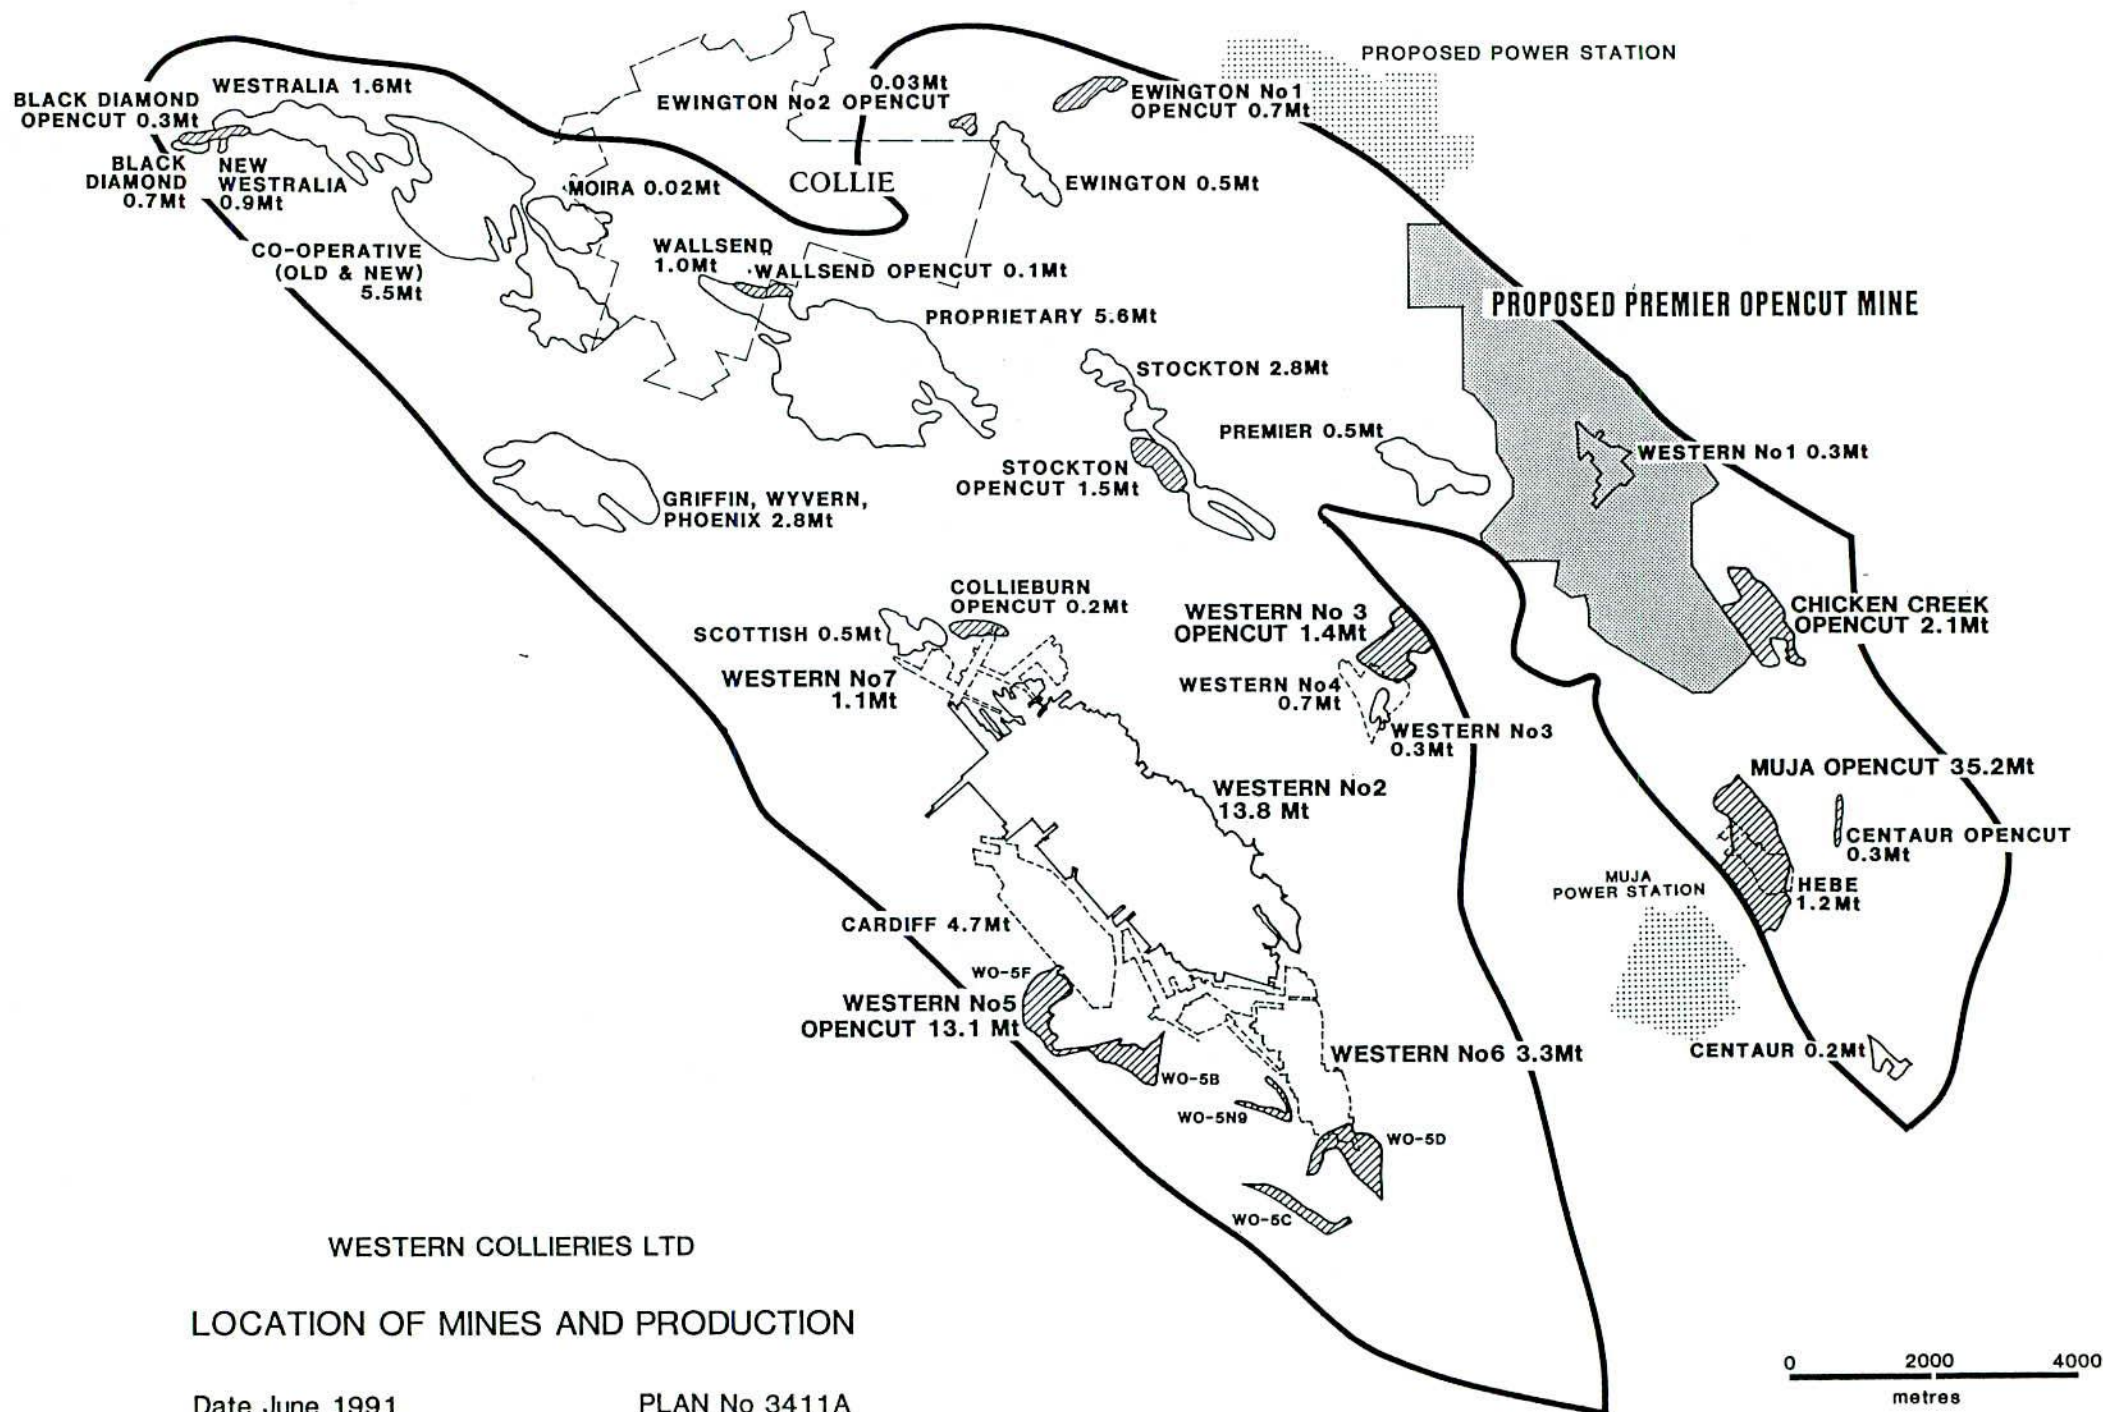 PROPOSED POWER STATION
WESTRALIA 1.6Mt
BLACK DIAMOND
OPENCUT 0.3Mt
0.03Mt
EWINGTON No2 OPENCUT
EWINGTON No1
OPENCUT 0.7Mt
BLACK
DIAMOND
0.7Mt
NEW
WESTRALIA
0.9Mt
MOIRA 0.02Mt
COLLIE
EWINGTON 0.5Mt
CO-OPERATIVE
(OLD & NEW)
5.5Mt
WALLSEND
1.0Mt
WALLSEND OPENCUT 0.1Mt
PROPRIETARY 5.6Mt
PROPOSED PREMIER OPENCUT MINE
STOCKTON 2.8Mt
PREMIER 0.5Mt
WESTERN No1 0.3Mt
STOCKTON
OPENCUT 1.5Mt
GRIFFIN, WYVERN,
PHOENIX 2.8Mt
COLLIEBURN
OPENCUT 0.2Mt
SCOTTISH 0.5Mt
WESTERN No 3
OPENCUT 1.4Mt
CHICKEN CREEK
OPENCUT 2.1Mt
WESTERN No7
1.1Mt
WESTERN No4
0.7Mt
WESTERN No3
0.3Mt
WESTERN No2
13.8 Mt
MUJA OPENCUT 35.2Mt
CENTAUR OPENCUT
0.3Mt
MUJA
POWER STATION
HEBE
1.2Mt
CARDIFF 4.7Mt
WO-5F
WESTERN No5
OPENCUT 13.1 Mt
WESTERN No6 3.3Mt
CENTAUR 0.2Mt
WO-5B
WO-5N9
WO-5D
WO-5C
WESTERN COLLIERIES LTD
LOCATION OF MINES AND PRODUCTION
Date June 1991
PLAN No 3411A
0 2000 4000
metres